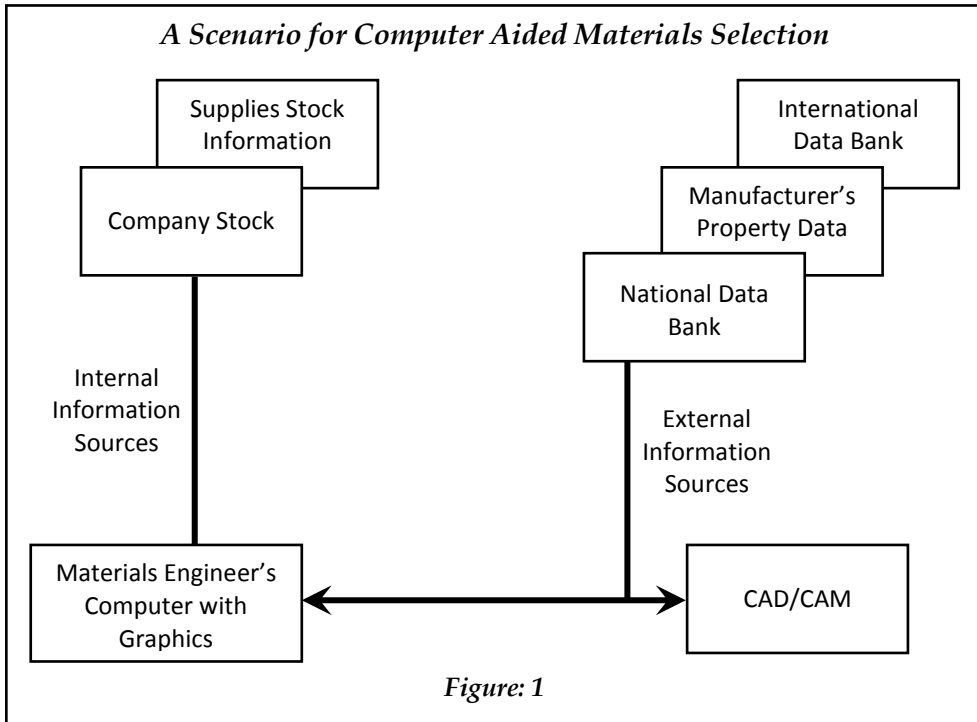 A Scenario for Computer Aided Materials Selection
Supplies Stock
Information
Company Stock
International
Data Bank
Manufacturer’s
Property Data
National Data
Bank
Internal
Information
Sources
External
Information
Sources
Materials Engineer’s
Computer with
Graphics
CAD/CAM
Figure: 1